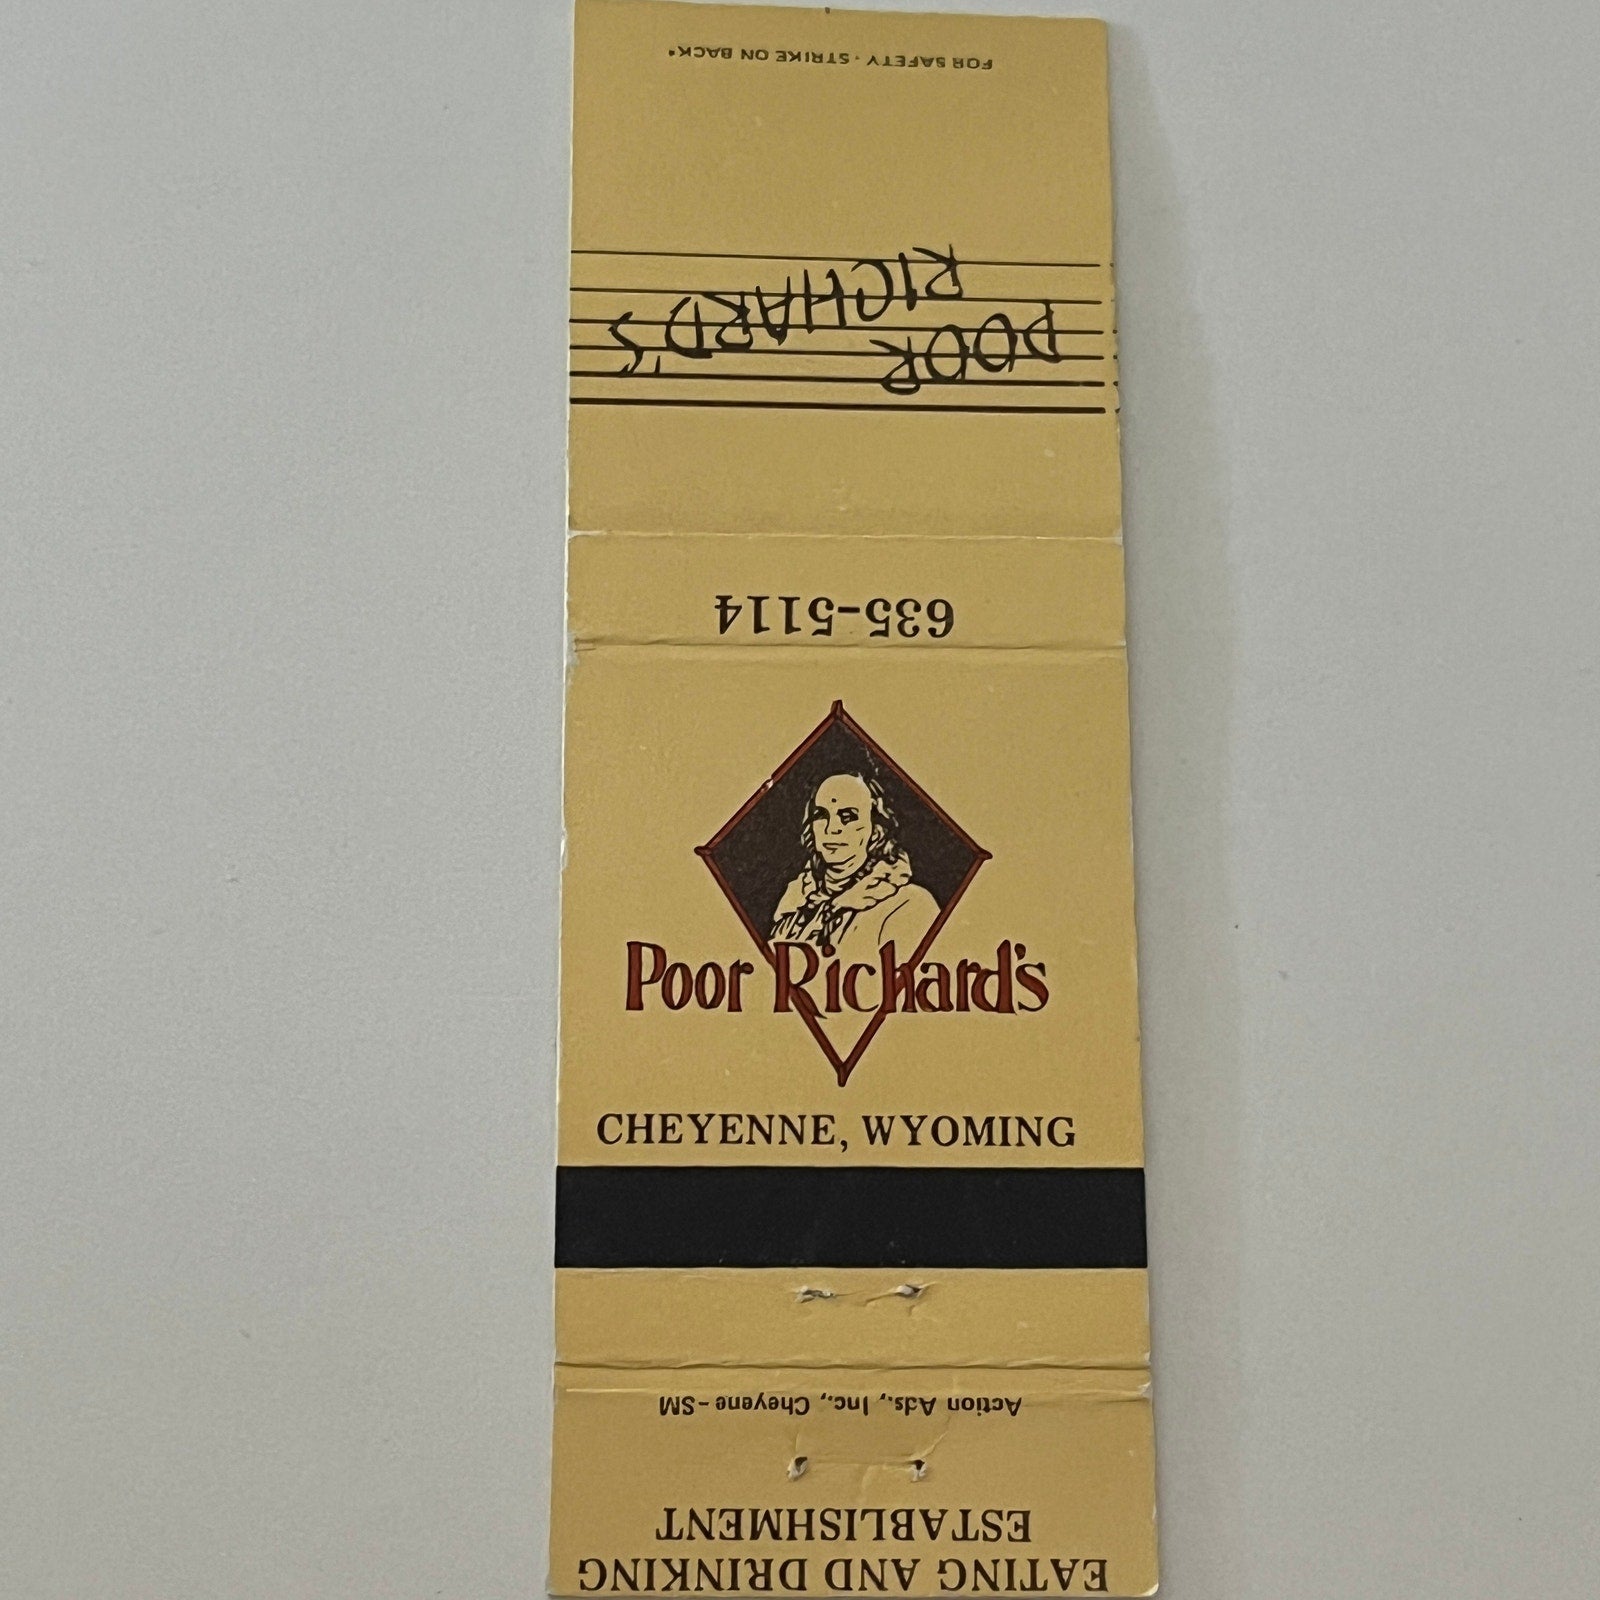 FOR SAFETY - STRIKE ON BACK*
POOR
RICHARD'S
635-5114
Poor Richard's
CHEYENNE, WYOMING
Action Ads., Inc., Cheyene - SM
EATING AND DRINKING
ESTABLISHMENT